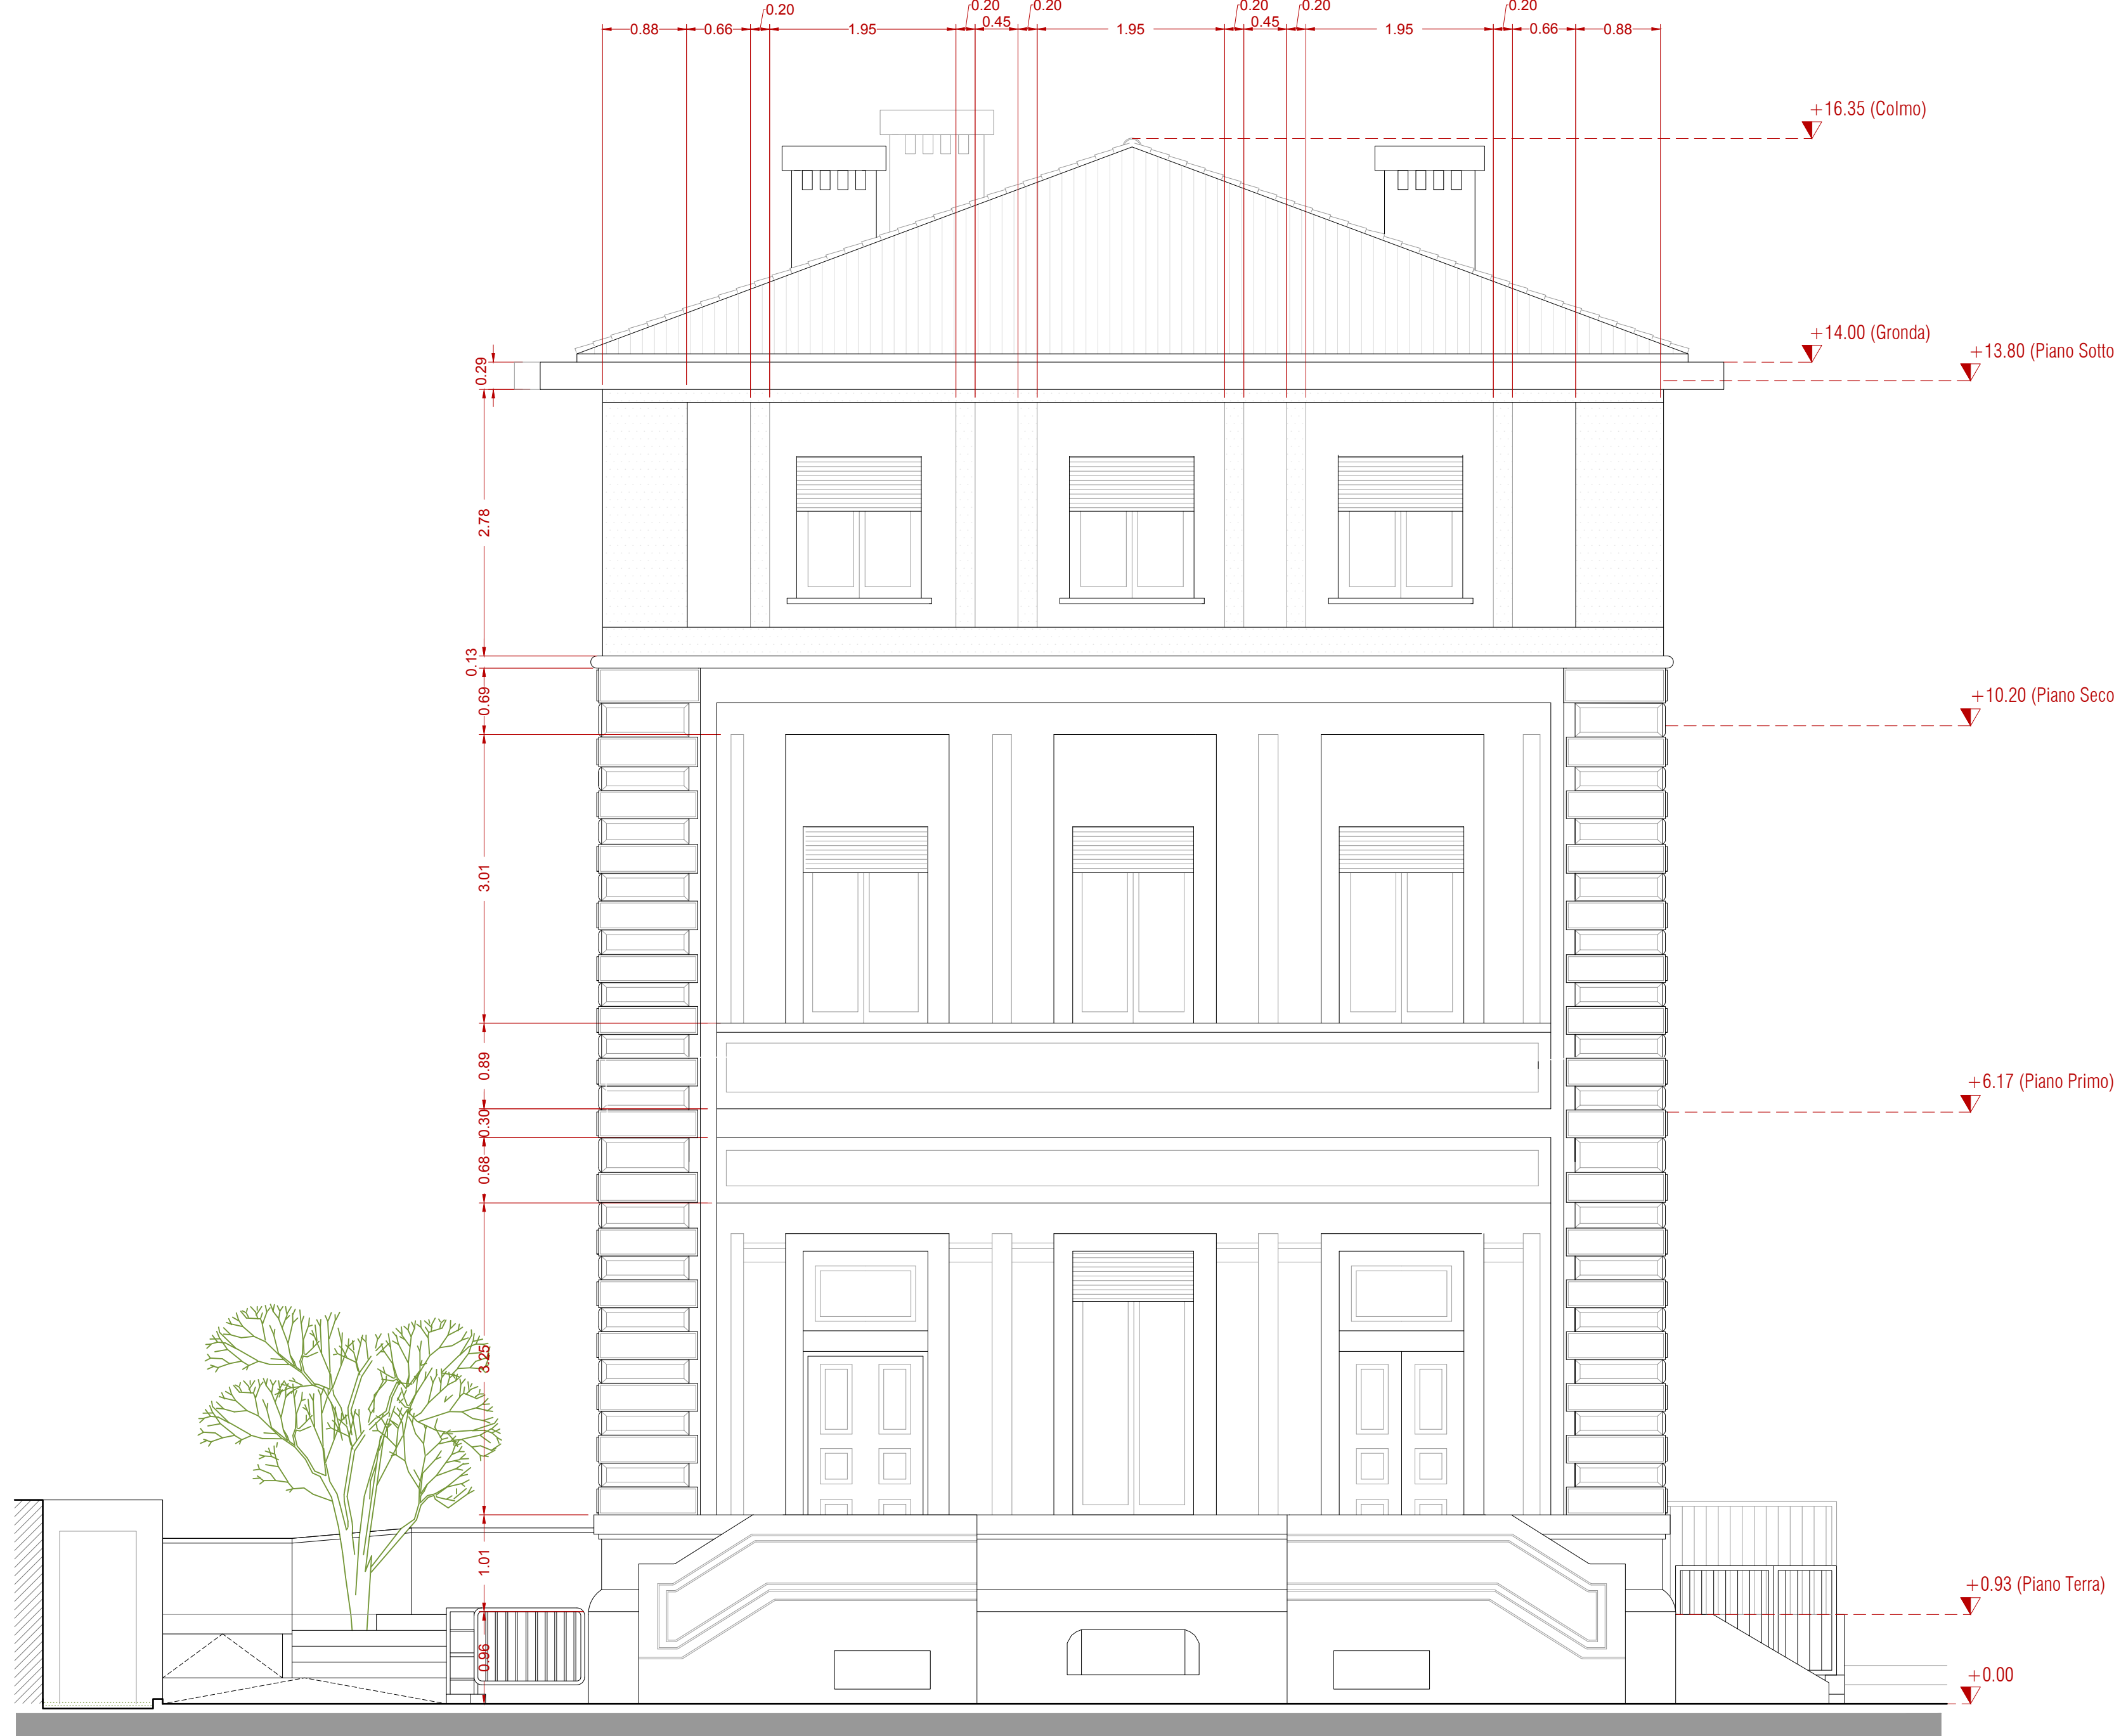 0.20 0.20 0.20 0.20 0.20 0.20
0.88 0.66 1.95 0.45 1.95 0.45 1.95 0.66 0.88
+16.35 (Colmo)
+14.00 (Gronda)
+13.80 (Piano Sotto
0.29
2.78
0.13
0.69
+10.20 (Piano Seco
3.01
0.89
+6.17 (Piano Primo)
0.30
0.68
3.25
1.01
+0.93 (Piano Terra)
0.96
+0.00